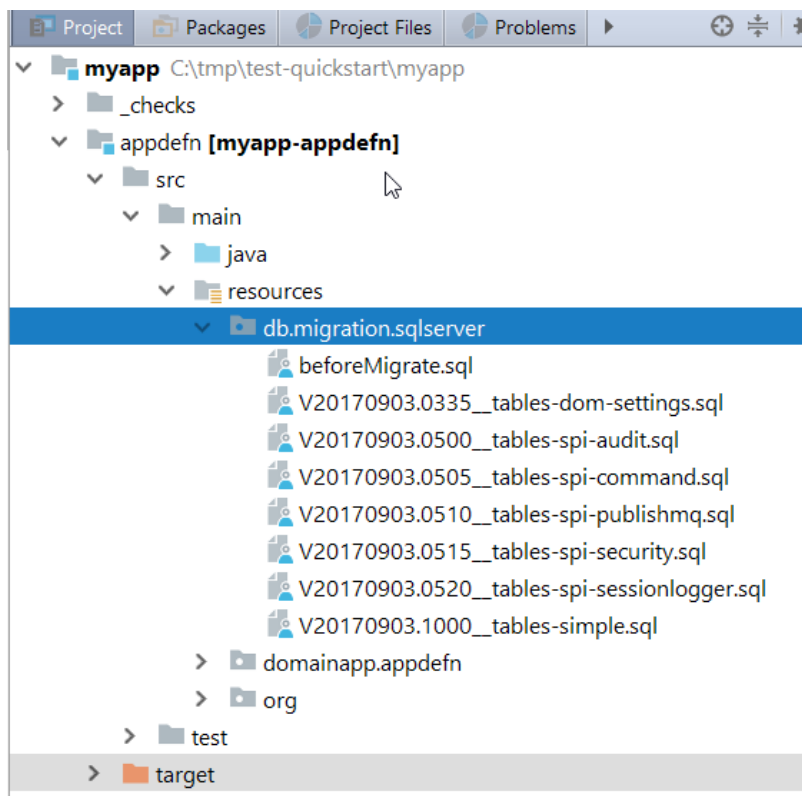 Project Packages Project Files Problems
myapp C:\tmp\test-quickstart\myapp
_checks
appdefn [myapp-appdefn]
src
main
java
resources
db.migration.sqlserver
beforeMigrate.sql
V20170903.0335__tables-dom-settings.sql
V20170903.0500__tables-spi-audit.sql
V20170903.0505__tables-spi-command.sql
V20170903.0510__tables-spi-publishmq.sql
V20170903.0515__tables-spi-security.sql
V20170903.0520__tables-spi-sessionlogger.sql
V20170903.1000__tables-simple.sql
domainapp.appdefn
org
test
target